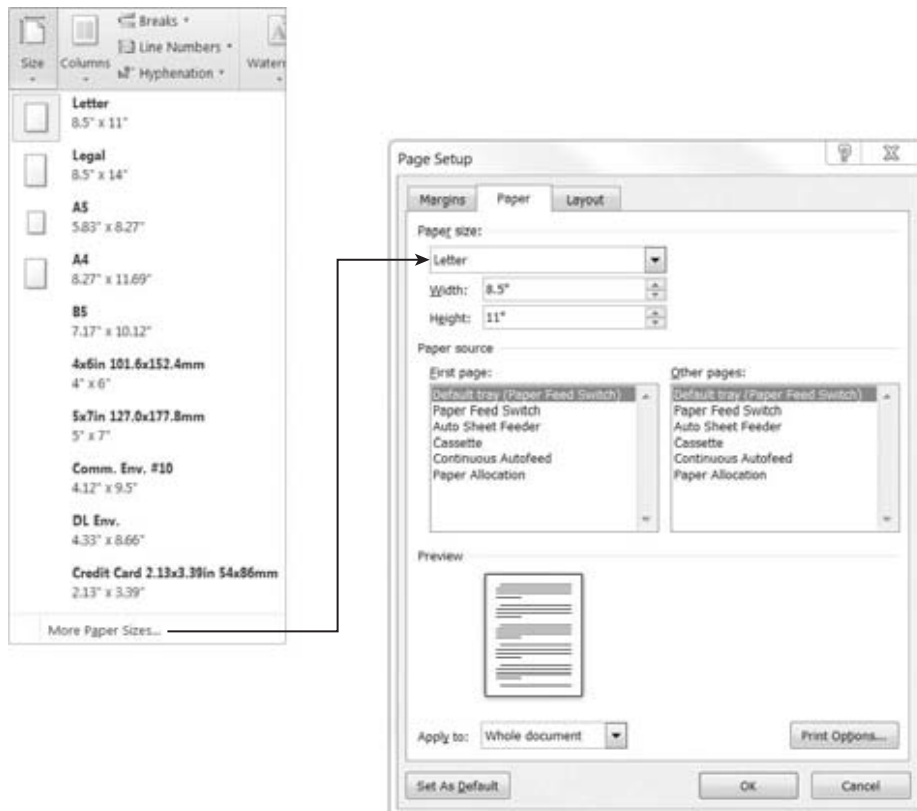 Breaks
Line Numbers
Size Columns Hyphenation Watern
Letter
8.5" x 11"
Legal
8.5" x 14"
A5
5.83" x 8.27"
A4
8.27" x 11.69"
B5
7.17" x 10.12"
4x6in 101.6x152.4mm
4" x 6"
5x7in 127.0x177.8mm
5" x 7"
Comm. Env. #10
4.12" x 9.5"
DL Env.
4.33" x 8.66"
Credit Card 2.13x3.39in 54x86mm
2.13" x 3.39"
More Paper Sizes...
Page Setup
Margins Paper Layout
Paper size:
Letter
Width: 8.5"
Height: 11"
Paper source
First page:
Default tray (Paper Feed Switch)
Paper Feed Switch
Auto Sheet Feeder
Cassette
Continuous Autofeed
Paper Allocation
Other pages:
Default tray (Paper Feed Switch)
Paper Feed Switch
Auto Sheet Feeder
Cassette
Continuous Autofeed
Paper Allocation
Preview
Apply to: Whole document Print Options...
Set As Default OK Cancel